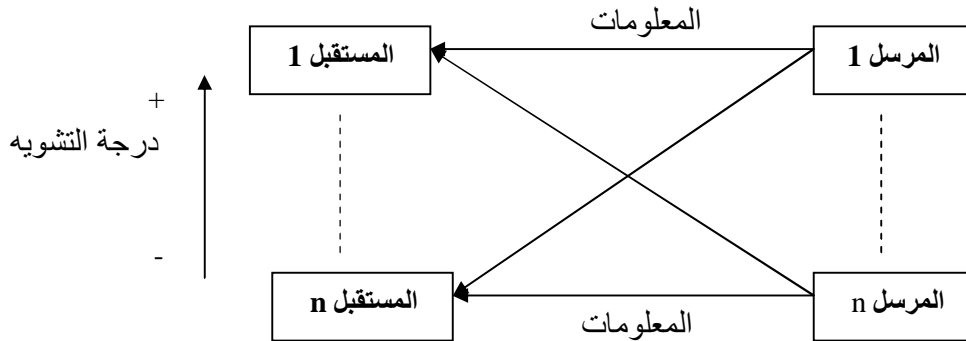 المعلومات
المرسل 1
المستقبل 1
+
درجة التشويه
-
المرسل n
المستقبل n
المعلومات